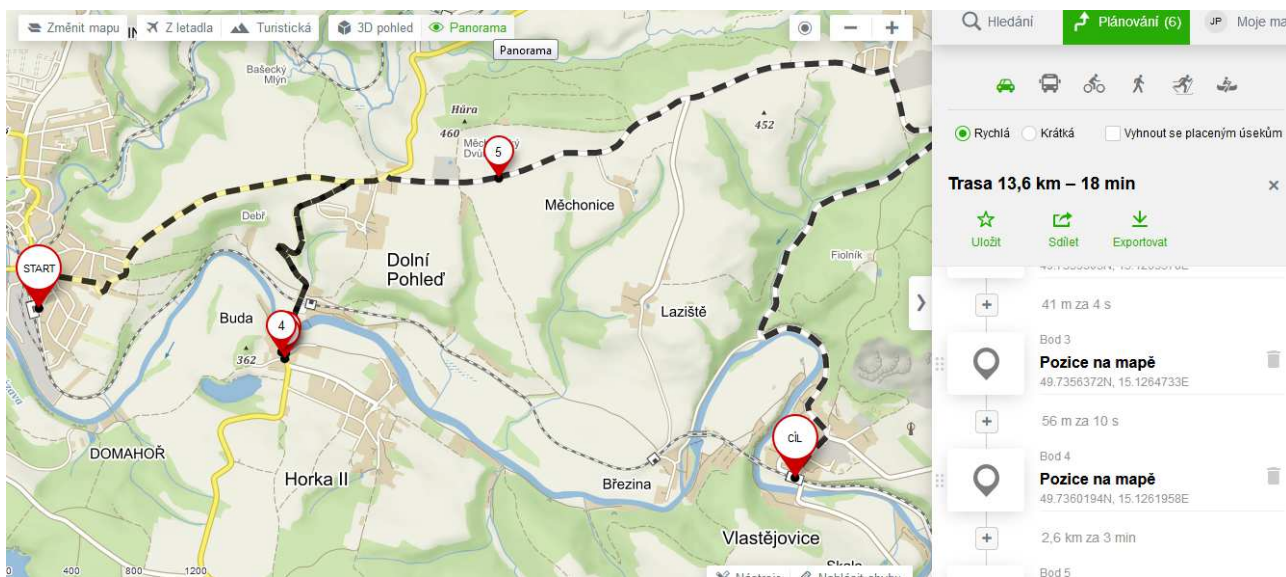 Změnit mapu
Z letadla
Turistická
3D pohled
Panorama
Panorama
Bašecký
Mlýn
Hůra
460
452
5
Měchonice
Debř
START
Dolní
Pohleď
Fiolník
Buda
4
Laziště
362
DOMAHOŘ
Horka II
CÍL
Březina
Vlastějovice
400
800
1200
Hledání
Plánování (6)
JP
Rychlá
Krátká
Vyhnout se placeným úsekům
Trasa 13,6 km – 18 min
Uložit
Sdílet
Exportovat
41 m za 4 s
Bod 3
Pozice na mapě
49.7356372N, 15.1264733E
56 m za 10 s
Bod 4
Pozice na mapě
49.7360194N, 15.1261958E
2,6 km za 3 min
Bod 5